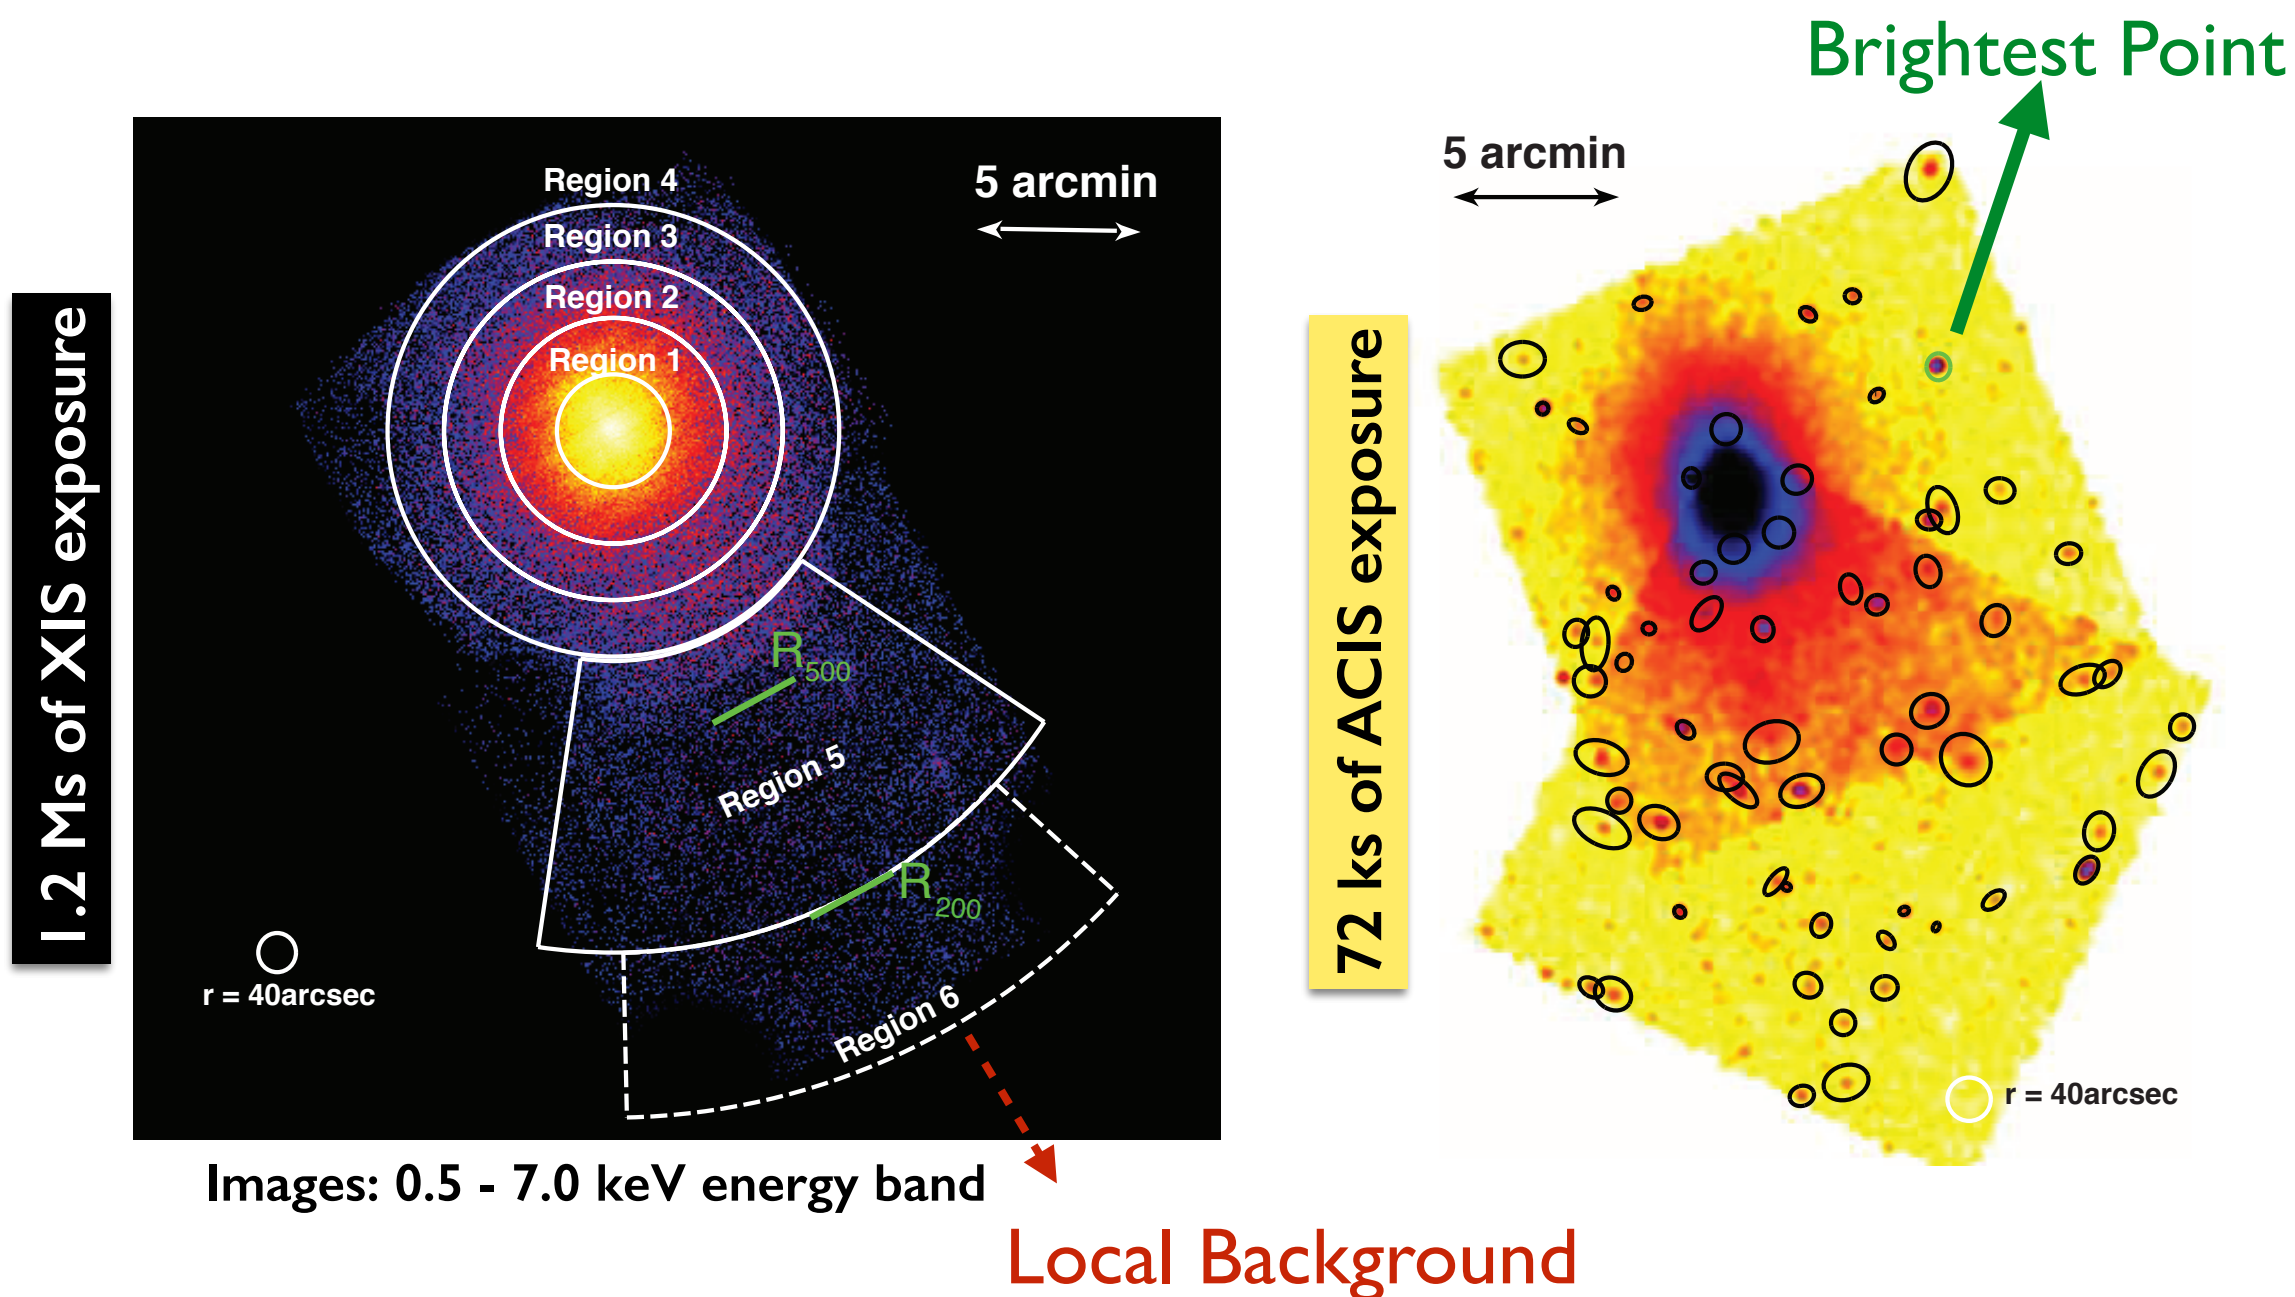 Brightest Point
1.2 Ms of XIS exposure
Region 4
Region 3
Region 2
Region 1
5 arcmin
R500
Region 5
R200
Region 6
r = 40arcsec
72 ks of ACIS exposure
5 arcmin
r = 40arcsec
Images: 0.5 - 7.0 keV energy band
Local Background